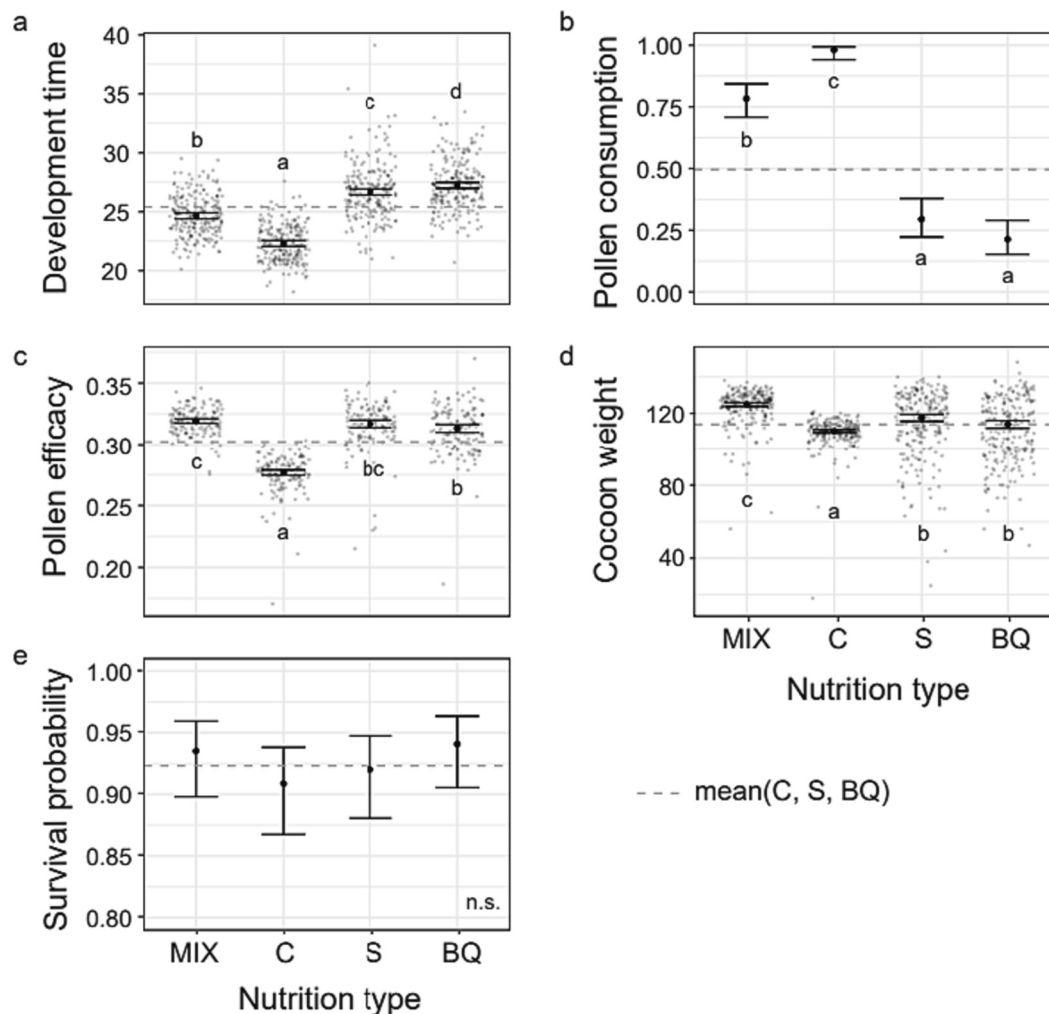 a
Development time
40
35
30
25
20
b
a
c
d
b
Pollen consumption
1.00
0.75
0.50
0.25
0.00
b
c
a
a
c
Pollen efficacy
0.35
0.30
0.25
0.20
c
a
bc
b
d
Cocoon weight
120
80
40
c
a
b
b
MIX C S BQ
Nutrition type
e
Survival probability
1.00
0.95
0.90
0.85
0.80
n.s.
MIX C S BQ
Nutrition type
mean(C, S, BQ)